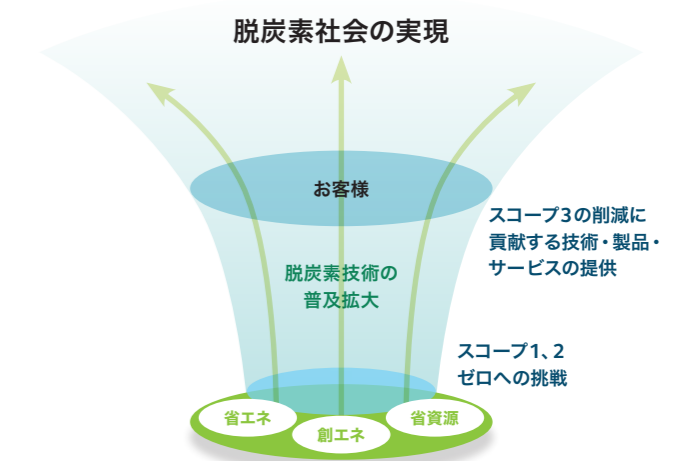 脱炭素社会の実現
お客様
スコープ3の削減に
貢献する技術・製品・
サービスの提供
脱炭素技術の
普及拡大
スコープ1、2
ゼロへの挑戦
省エネ
創エネ
省資源